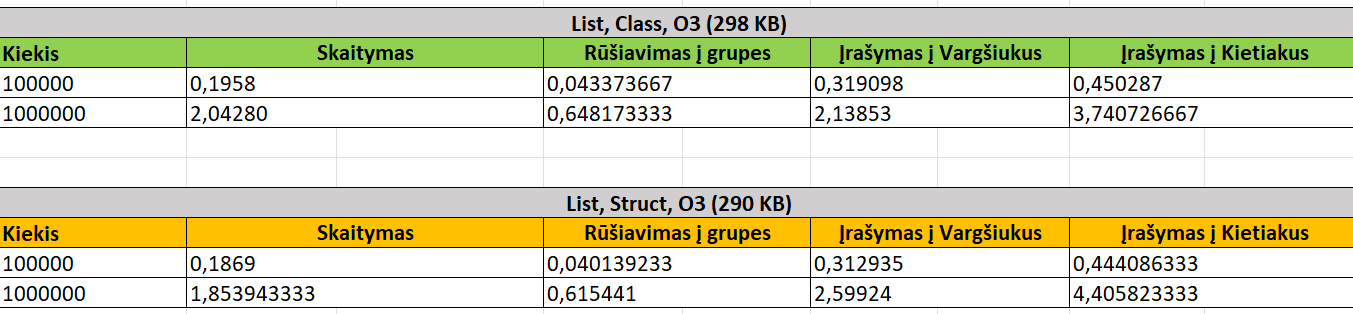 List, Class, O3 (298 KB)
Kiekis Skaitymas Rūšiavimas į grupes Įrašymas į Vargšiukus Įrašymas į Kietiakus
100000 0,1958 0,043373667 0,319098 0,450287
1000000 2,04280 0,648173333 2,13853 3,740726667
List, Struct, O3 (290 KB)
Kiekis Skaitymas Rūšiavimas į grupes Įrašymas į Vargšiukus Įrašymas į Kietiakus
100000 0,1869 0,040139233 0,312935 0,444086333
1000000 1,853943333 0,615441 2,59924 4,405823333